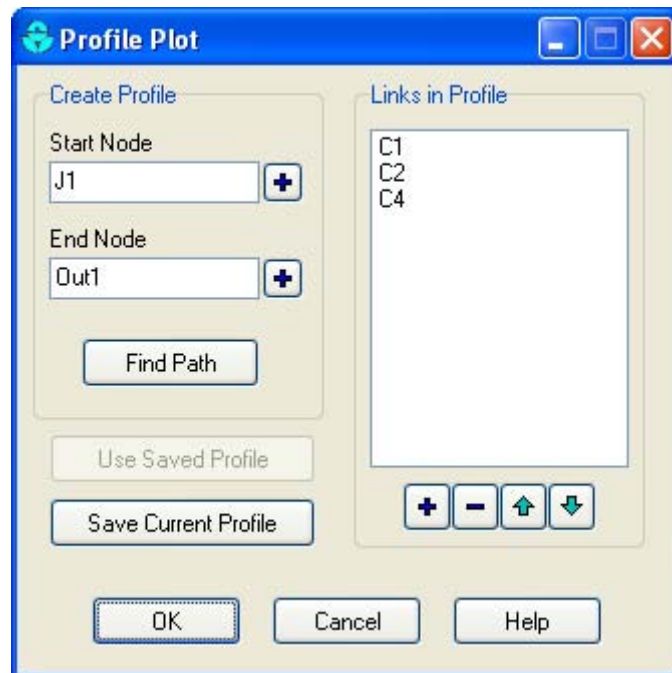 Profile Plot
Create Profile
Start Node
J1
End Node
Out1
Find Path
Use Saved Profile
Save Current Profile
Links in Profile
C1
C2
C4
OK
Cancel
Help